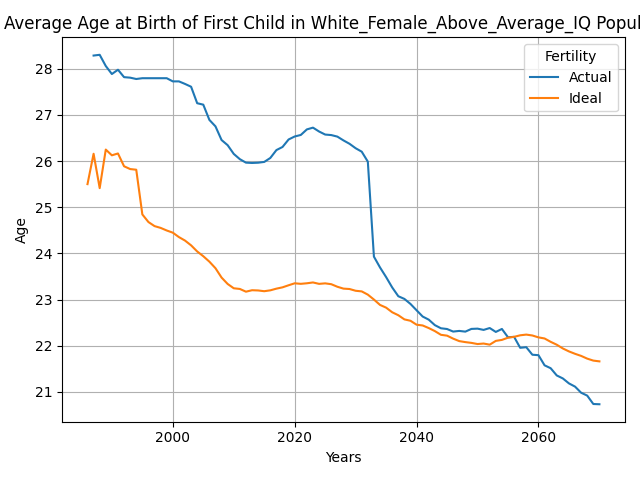 Average Age at Birth of First Child in White_Female_Above_Average_IQ Popul
Fertility
Actual
Ideal
28
27
26
25
24
23
22
21
Age
2000 2020 2040 2060
Years